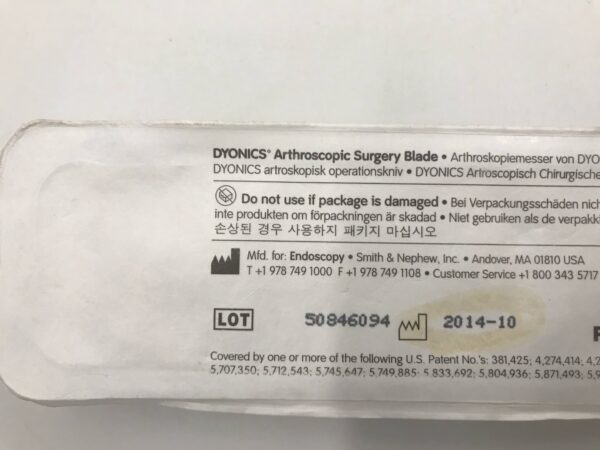 DYONICS® Arthroscopic Surgery Blade • Arthroskopiemesser von DYO
DYONICS artroskopisk operationskniv • DYONICS Artroscopisch Chirurgische
Do not use if package is damaged • Bei Verpackungsschäden nich
inte produkten om förpackningen är skadad • Niet gebruiken als de verpakki
손상된 경우 사용하지 패키지 마십시오
Mfd. for: Endoscopy • Smith & Nephew, Inc. • Andover, MA 01810 USA
T +1 978 749 1000 F +1 978 749 1108 • Customer Service +1 800 343 5717
LOT 50846094 2014-10
Covered by one or more of the following U.S. Patent No.'s: 381,425; 4,274,414; 4,2
5,707,350; 5,712,543; 5,745,647; 5,749,885; 5,833,692; 5,804,936; 5,871,493; 5,9